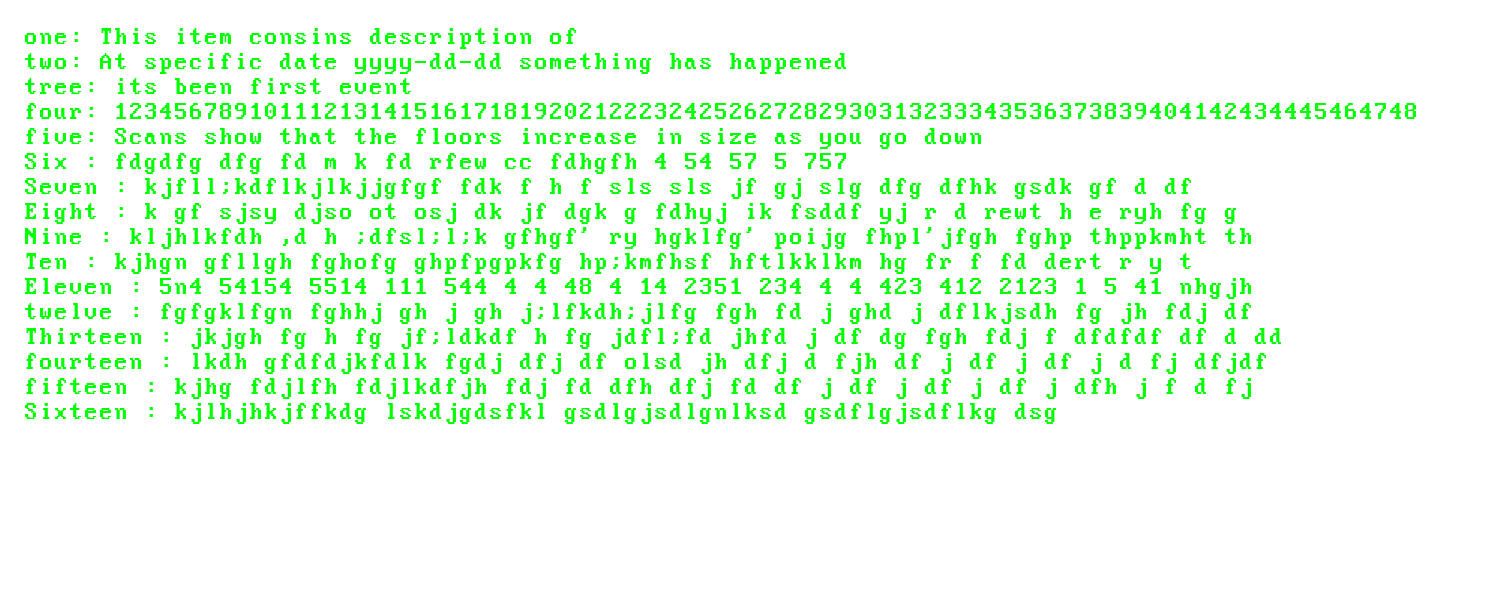 one: This item consins description of
two: At specific date yyyy-dd-dd something has happened
tree: its been first event
four: 123456789101112131415161718192021222324252627282930313233343536373839404142434445464748
five: Scans show that the floors increase in size as you go down
Six : fdgdfg dfg fd m k fd rfew cc fdhgfh 4 54 57 5 757
Seven : kjfll;kdflkjlkjjgfgf fdk f h f sls sls jf gj slg dfg dfhk gsdk gf d df
Eight : k gf sjsy djso ot osj dk jf dgk g fdhyj ik fsddf yj r d rewt h e ryh fg g
Nine : kljhlkfdh ,d h ;dfsl;l;k gfhgf' ry hgklfg' poijg fhpl'jfgh fghp thppkmht th
Ten : kjhgn gfllgh fghofg ghpfpgpkfg hp;kmfhsf hftlkklkm hg fr f fd dert r y t
Eleven : 5n4 54154 5514 111 544 4 4 48 4 14 2351 234 4 4 423 412 2123 1 5 41 nhgjh
twelve : fgfgklfgn fghhj gh j gh j;lfkdh;jlfg fgh fd j ghd j dflkjsdh fg jh fdj df
Thirteen : jkjgh fg h fg jf;ldkdf h fg jdfl;fd jhfd j df dg fgh fdj f dfdfdf df d dd
fourteen : lkdh gfdfdjkfdlk fgdj dfj df olsd jh dfj d fjh df j df j df j d fj dfjdf
fifteen : kjhg fdjlfh fdjlkdfjh fdj fd dfh dfj fd df j df j df j df j dfh j f d fj
Sixteen : kjlhjhkjffkdg lskdjgdsfkl gsdlgjsdlgnlksd gsdflgjsdflkg dsg